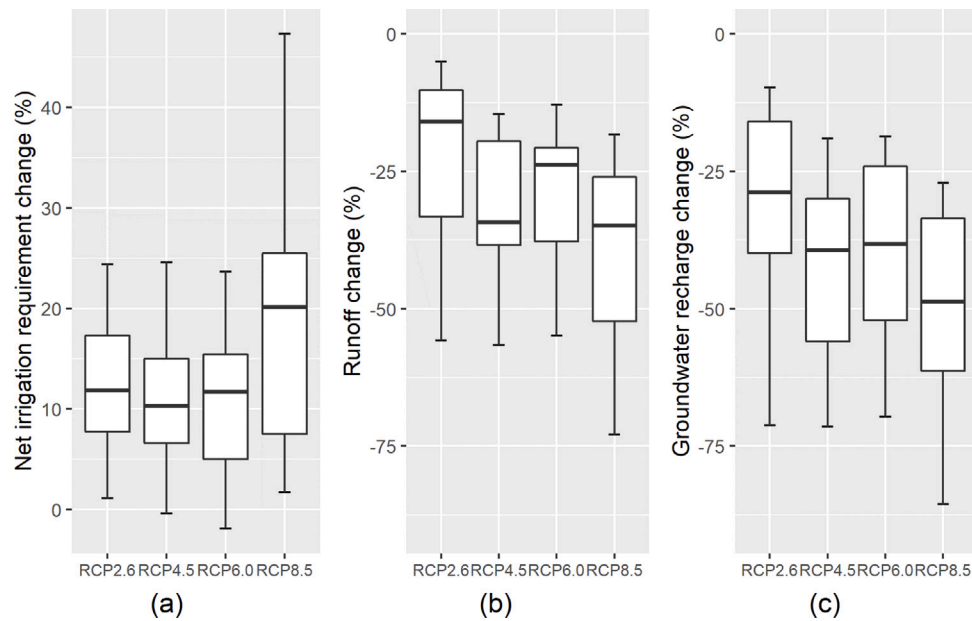 Net irrigation requirement change (%)
40
30
20
10
0
RCP2.6 RCP4.5 RCP6.0 RCP8.5
(a)
Runoff change (%)
0
-25
-50
-75
RCP2.6 RCP4.5 RCP6.0 RCP8.5
(b)
Groundwater recharge change (%)
0
-25
-50
-75
RCP2.6 RCP4.5 RCP6.0 RCP8.5
(c)